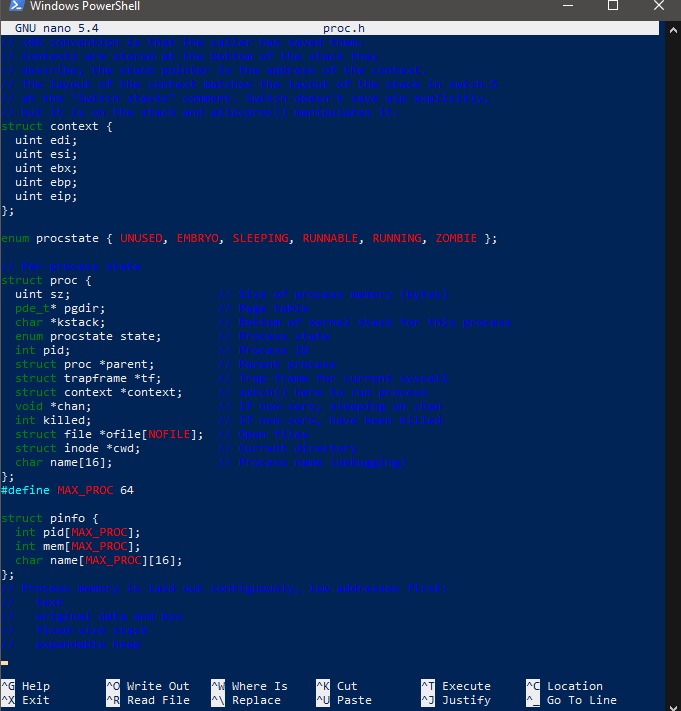 Windows PowerShell
GNU nano 5.4 proc.h
// x86 convention is that the caller has saved them.
// Contexts are stored at the bottom of the stack they
// describe; the stack pointer is the address of the context.
// The layout of the context matches the layout of the stack in swtch.S
// at the "Switch stacks" comment. Switch doesn't save eip explicitly,
// but it is on the stack and allocproc() manipulates it.
struct context {
uint edi;
uint esi;
uint ebx;
uint ebp;
uint eip;
};
enum procstate { UNUSED, EMBRYO, SLEEPING, RUNNABLE, RUNNING, ZOMBIE };
// Per-process state
struct proc {
uint sz; // Size of process memory (bytes)
pde_t* pgdir; // Page table
char *kstack; // Bottom of kernel stack for this process
enum procstate state; // Process state
int pid; // Process ID
struct proc *parent; // Parent process
struct trapframe *tf; // Trap frame for current syscall
struct context *context; // swtch() here to run process
void *chan; // If non-zero, sleeping on chan
int killed; // If non-zero, have been killed
struct file *ofile[NOFILE]; // Open files
struct inode *cwd; // Current directory
char name[16]; // Process name (debugging)
};
#define MAX_PROC 64
struct pinfo {
int pid[MAX_PROC];
int mem[MAX_PROC];
char name[MAX_PROC][16];
};
// Process memory is laid out contiguously, low addresses first:
// text
// original data and bss
// fixed-size stack
// expandable heap
^G Help ^O Write Out ^W Where Is ^K Cut ^T Execute ^C Location
^X Exit ^R Read File ^\ Replace ^U Paste ^J Justify ^_ Go To Line